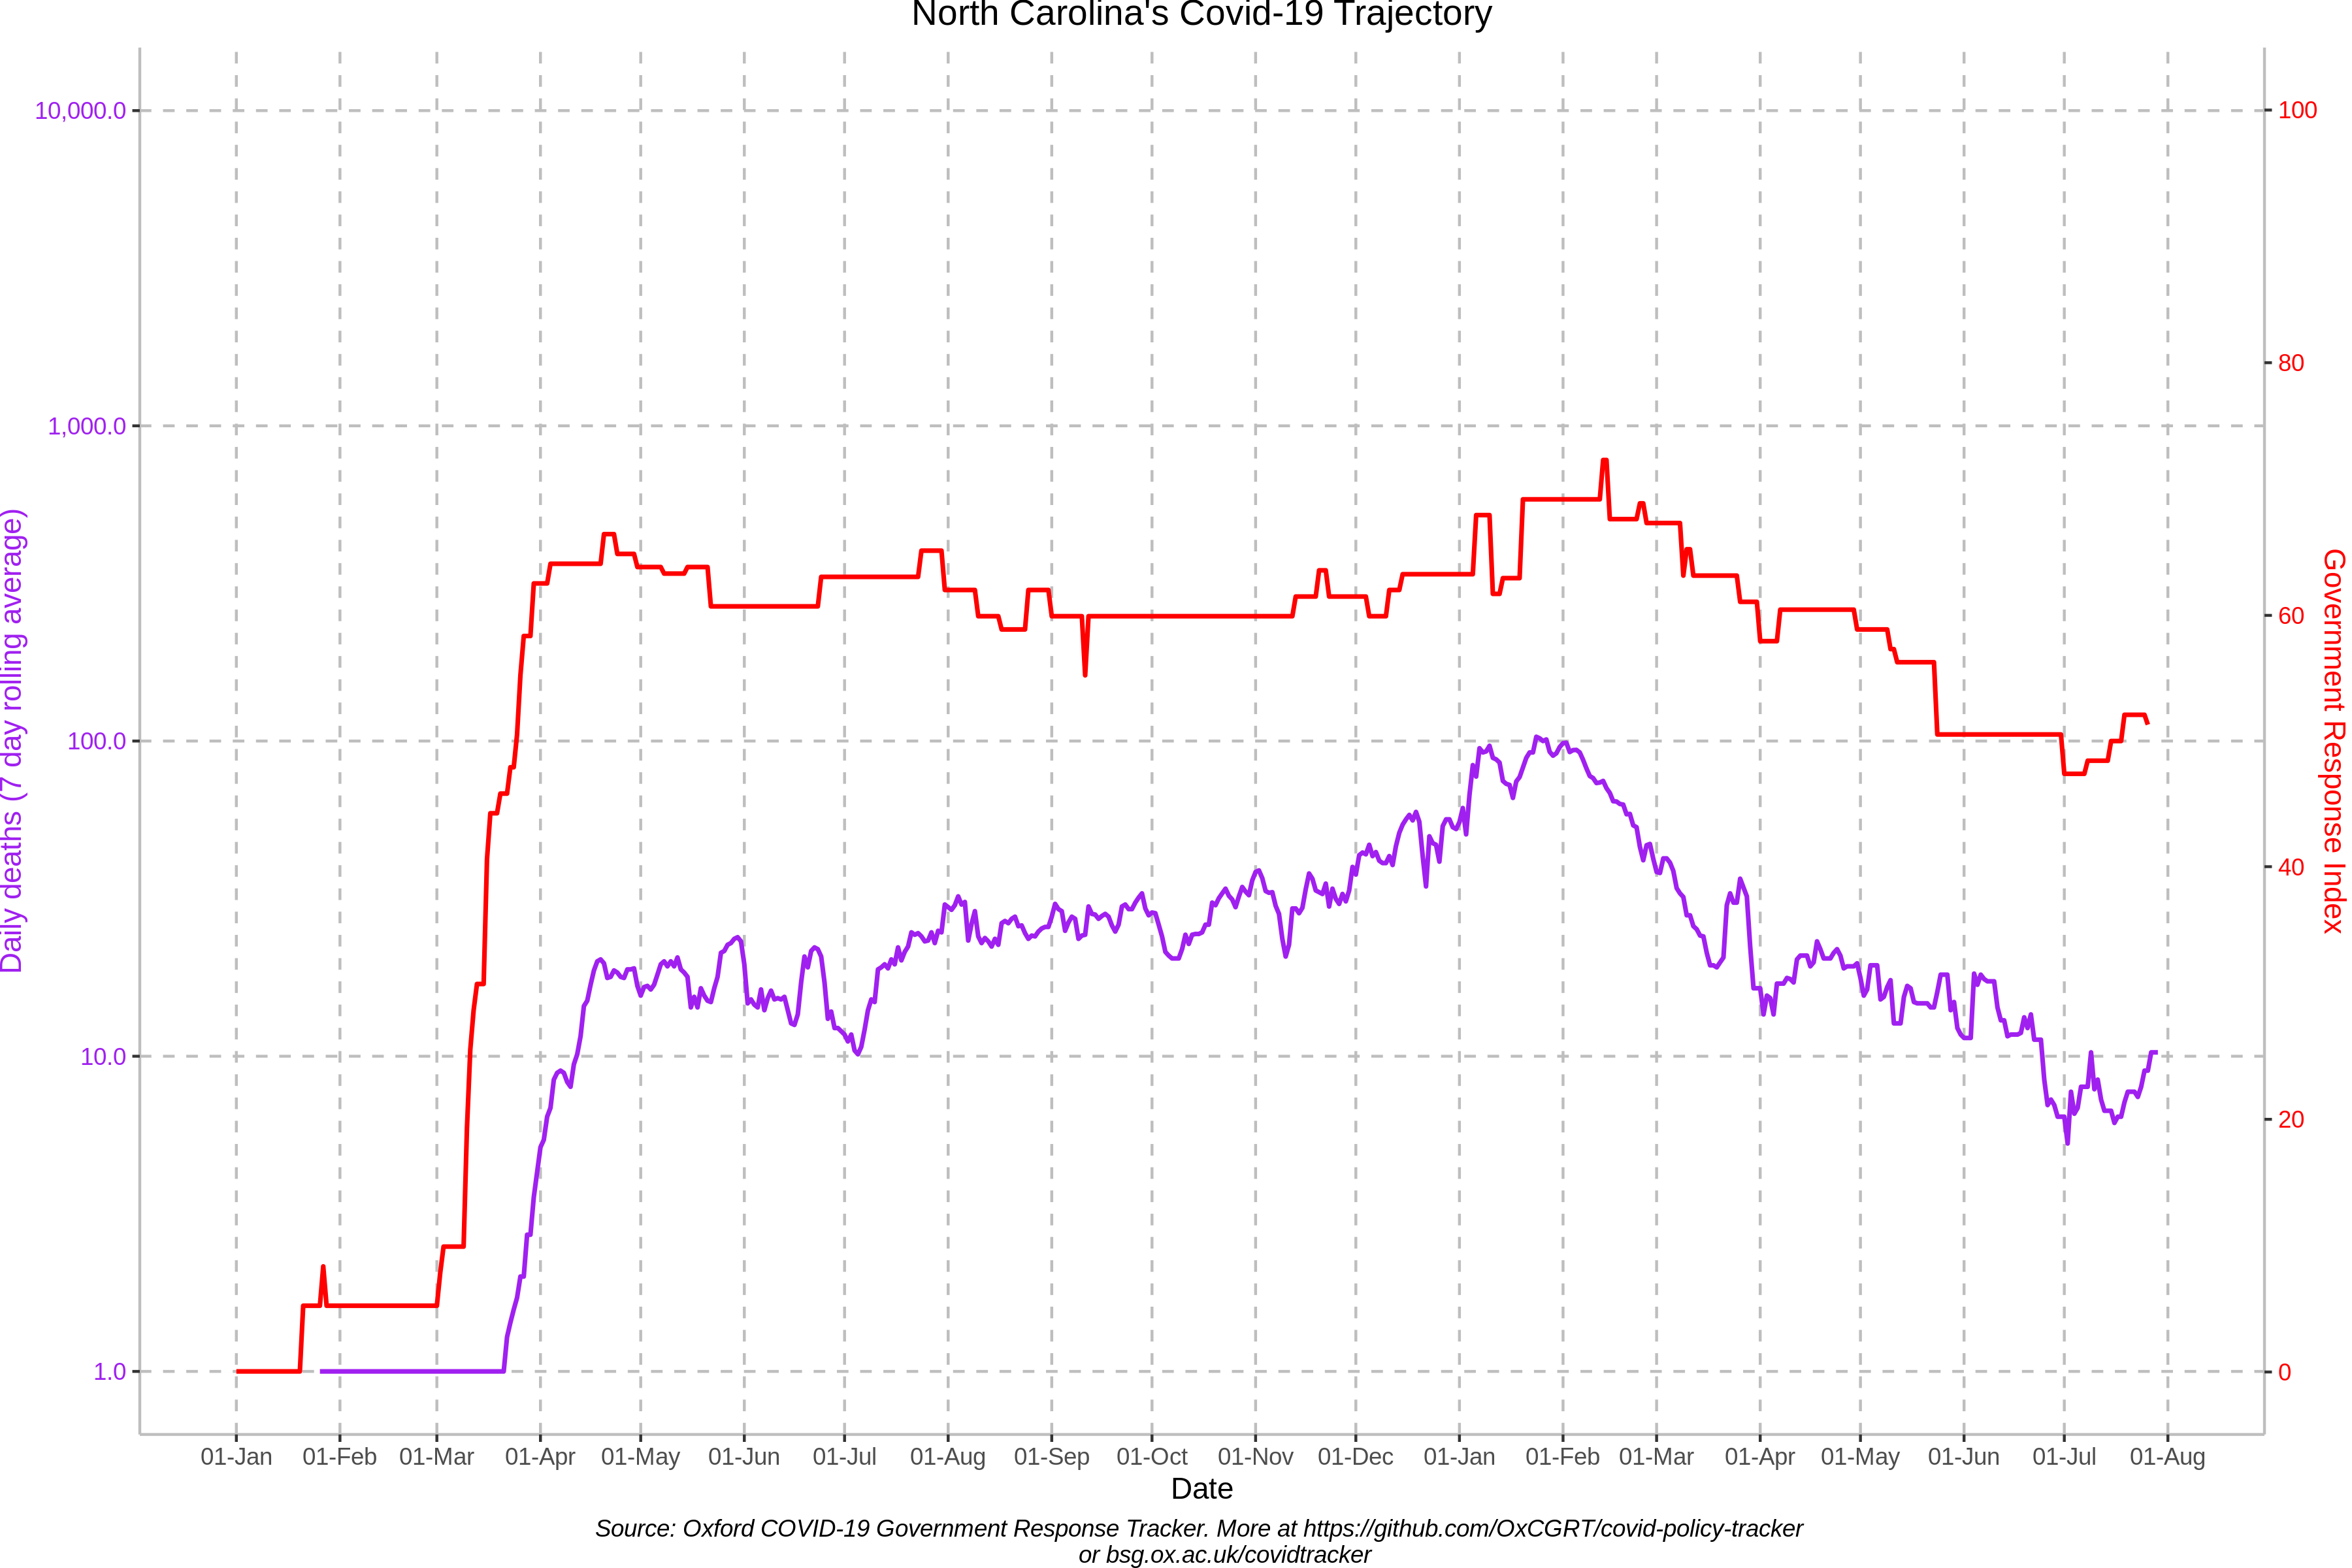 North Carolina's Covid-19 Trajectory
10,000.0
1,000.0
100.0
10.0
1.0
Daily deaths (7 day rolling average)
100
80
60
40
20
0
Government Response Index
01-Jan 01-Feb 01-Mar 01-Apr 01-May 01-Jun 01-Jul 01-Aug 01-Sep 01-Oct 01-Nov 01-Dec 01-Jan 01-Feb 01-Mar 01-Apr 01-May 01-Jun 01-Jul 01-Aug
Date
Source: Oxford COVID-19 Government Response Tracker. More at https://github.com/OxCGRT/covid-policy-tracker
or bsg.ox.ac.uk/covidtracker